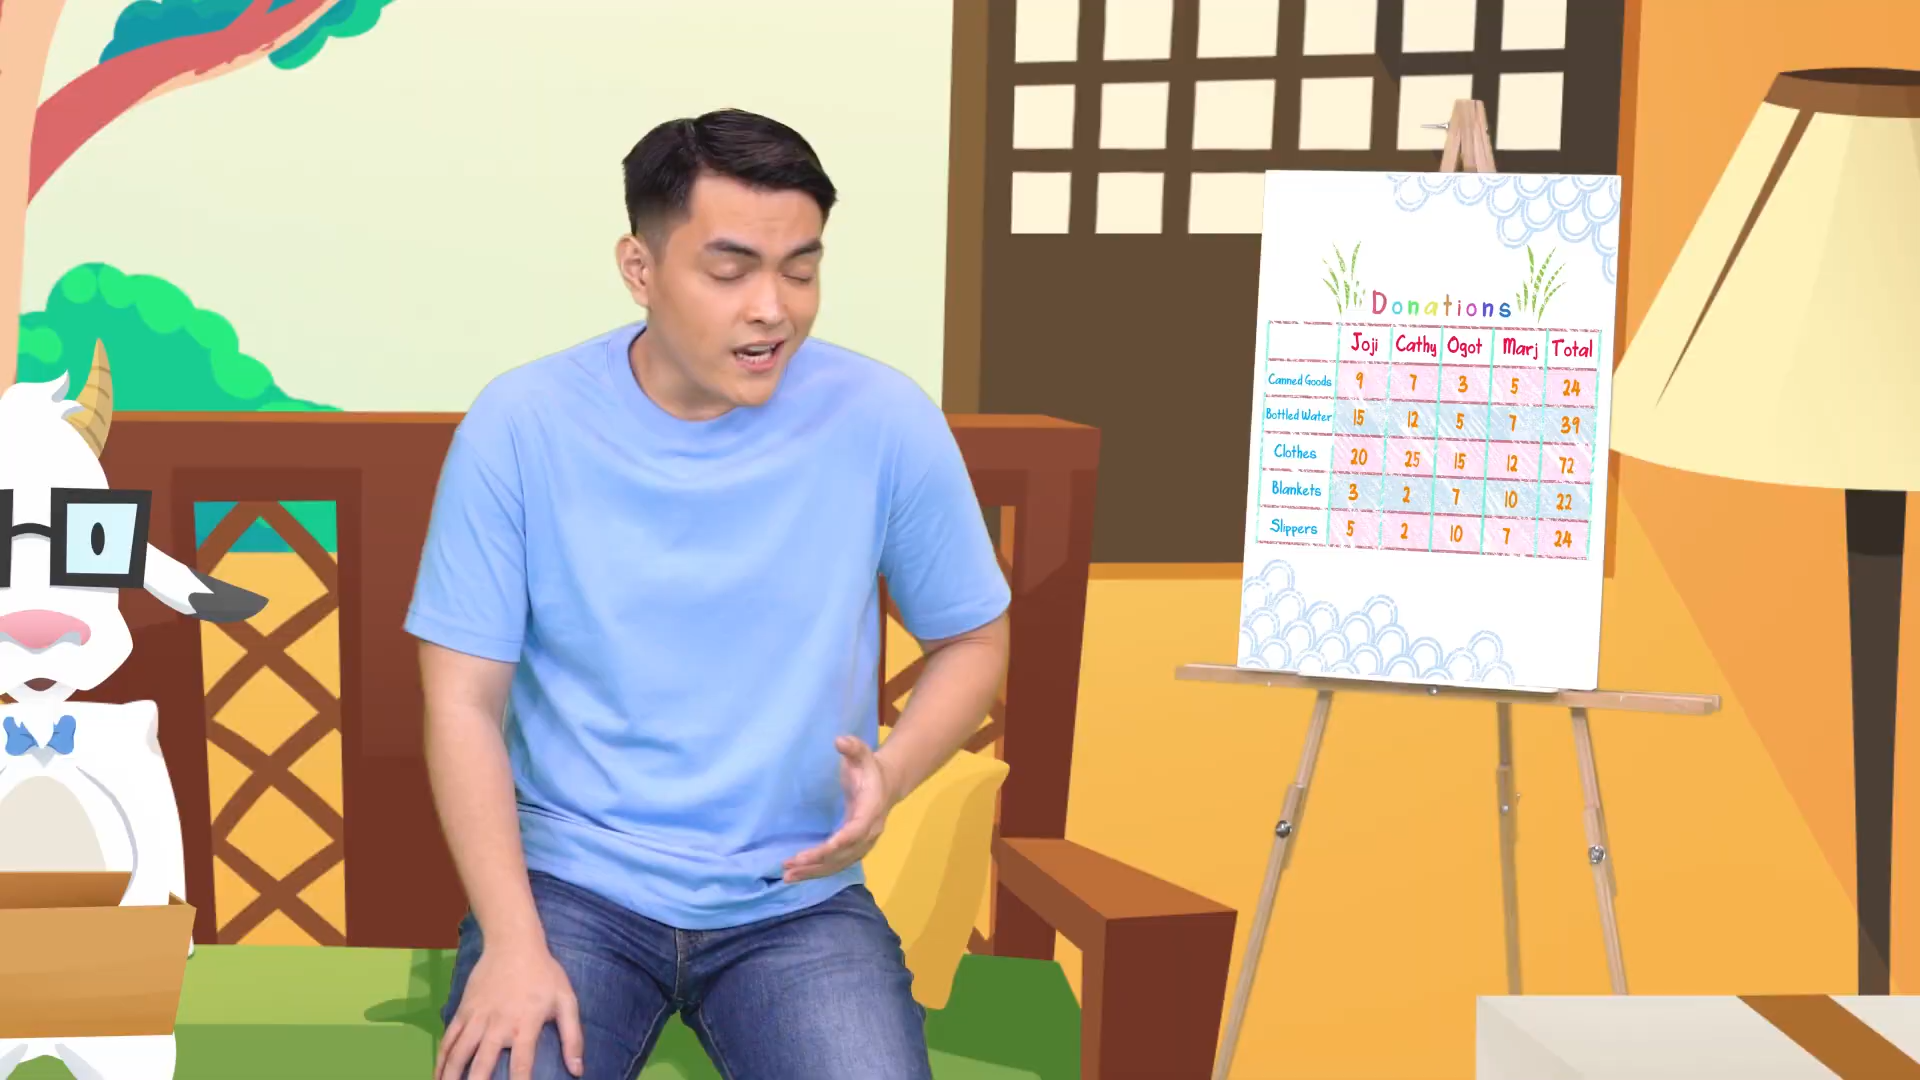 Donations
Joji Cathy Ogot Marj Total
Canned Goods 9 7 3 5 24
Bottled Water 15 12 5 7 39
Clothes 20 25 15 12 72
Blankets 3 2 7 10 22
Slippers 5 2 10 7 24